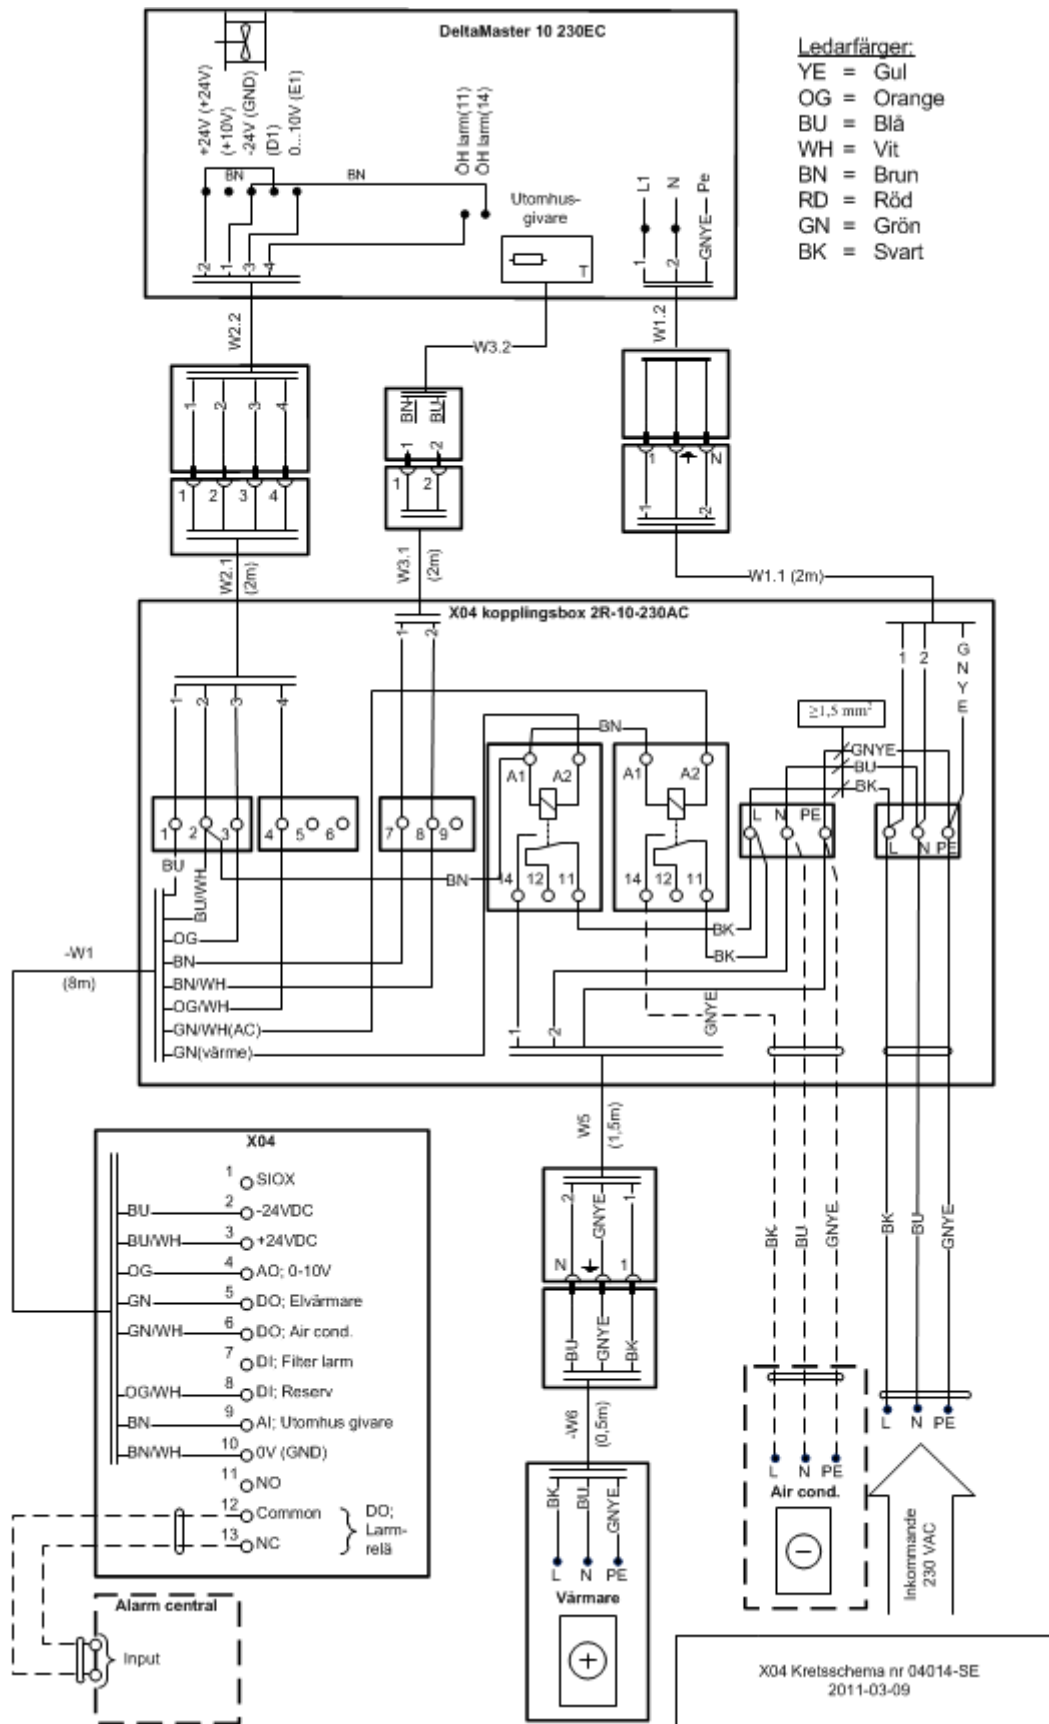 DeltaMaster 10 230EC
Ledarfärger:
YE = Gul
OG = Orange
BU = Blå
WH = Vit
BN = Brun
RD = Röd
GN = Grön
BK = Svart
+24V (+24V)
(+10V)
-24V (GND)
(D1)
0...10V (E1)
ÖH larm(11)
ÖH larm(14)
BN
BN
Utomhus-
givare
T
L1
N
Pe
GNYE
2 1 3 4
1 2
W2.2
W3.2
W1.2
1 2 3 4
BN BU
1 2
1 N
1 2 3 4
1 2
1 2
W2.1
(2m)
W3.1
(2m)
W1.1 (2m)
X04 kopplingsbox 2R-10-230AC
1 2 3 4
1 2
1 2 GNYE
≥1,5 mm²
BN
GNYE
BU
BK
A1 A2
A1 A2
L N PE
L N PE
1 2 3
4 5 6
7 8 9
14 12 11
14 12 11
BU
BU/WH
BN
OG
BN
BN/WH
OG/WH
GN/WH(AC)
GN(värme)
BK
BK
GNYE
1 2
-W1
(8m)
W5
(1,5m)
X04
1 SIOX
BU 2 -24VDC
BU/WH 3 +24VDC
OG 4 AO; 0-10V
GN 5 DO; Elvärmare
GN/WH 6 DO; Air cond.
7 DI; Filter larm
OG/WH 8 DI; Reserv
BN 9 AI; Utomhus givare
BN/WH 10 0V (GND)
11 NO
12 Common
13 NC
DO;
Larm-
relä
Alarm central
Input
2 GNYE 1
N 1
BU GNYE BK
-W6
(0,5m)
BK BU GNYE
L N PE
Värmare
BK BU GNYE
L N PE
Air cond.
BK BU GNYE
L N PE
Inkommande
230 VAC
X04 Kretsschema nr 04014-SE
2011-03-09